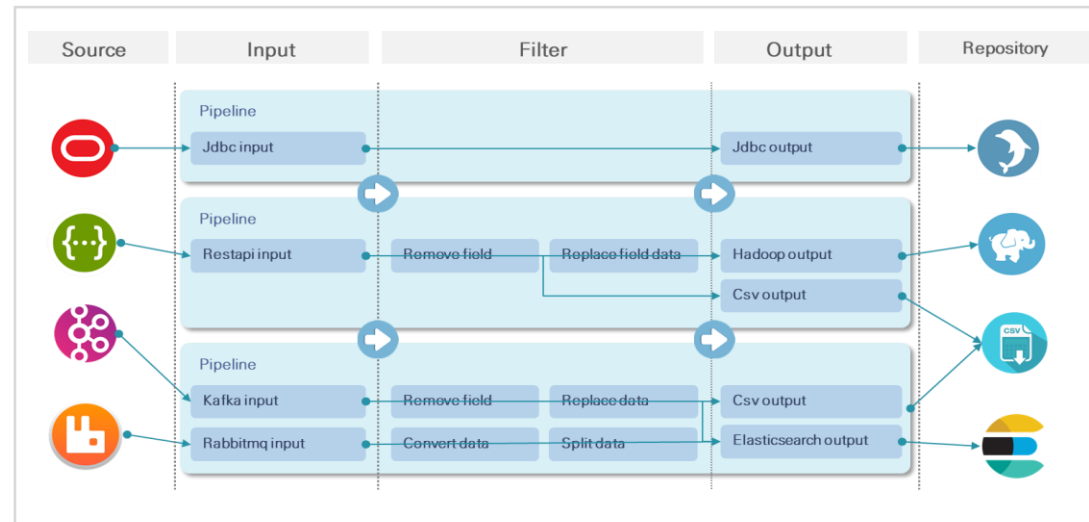 Source
Input
Filter
Output
Repository
Pipeline
Jdbc input
Jdbc output
Pipeline
Restapi input
Remove field
Replace field data
Hadoop output
Csv output
Pipeline
Kafka input
Remove field
Replace data
Csv output
Rabbitmq input
Convert data
Split data
Elasticsearch output
CSV